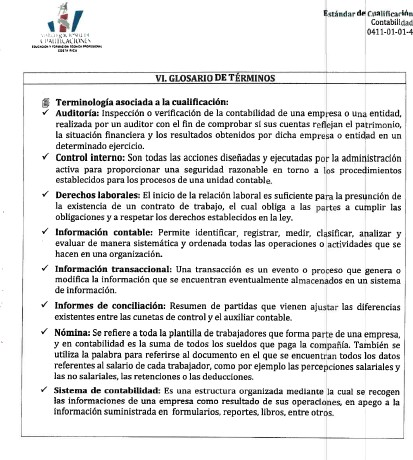 Estándar de Cualificación
Contabilidad
0411-01-01-4
CUALIFICACIONES
EDUCACIÓN Y FORMACIÓN TÉCNICA PROFESIONAL
COSTA RICA
VI. GLOSARIO DE TÉRMINOS
Terminología asociada a la cualificación:
✓ Auditoría: Inspección o verificación de la contabilidad de una empresa o una entidad,
realizada por un auditor con el fin de comprobar si sus cuentas reflejan el patrimonio,
la situación financiera y los resultados obtenidos por dicha empresa o entidad en un
determinado ejercicio.
✓ Control interno: Son todas las acciones diseñadas y ejecutadas por la administración
activa para proporcionar una seguridad razonable en torno a los procedimientos
establecidos para los procesos de una unidad contable.
✓ Derechos laborales: El inicio de la relación laboral es suficiente para la presunción de
la existencia de un contrato de trabajo, el cual obliga a las partes a cumplir las
obligaciones y a respetar los derechos establecidos en la ley.
✓ Información contable: Permite identificar, registrar, medir, clasificar, analizar y
evaluar de manera sistemática y ordenada todas las operaciones o actividades que se
hacen en una organización.
✓ Información transaccional: Una transacción es un evento o proceso que genera o
modifica la información que se encuentran eventualmente almacenados en un sistema
de información.
✓ Informes de conciliación: Resumen de partidas que vienen ajustar las diferencias
existentes entre las cunetas de control y el auxiliar contable.
✓ Nómina: Se refiere a toda la plantilla de trabajadores que forma parte de una empresa,
y en contabilidad es la suma de todos los sueldos que paga la compañía. También se
utiliza la palabra para referirse al documento en el que se encuentran todos los datos
referentes al salario de cada trabajador, como por ejemplo las percepciones salariales y
las no salariales, las retenciones o las deducciones.
✓ Sistema de contabilidad: Es una estructura organizada mediante la cual se recogen
las informaciones de una empresa como resultado de sus operaciones, en apego a la
información suministrada en formularios, reportes, libros, entre otros.